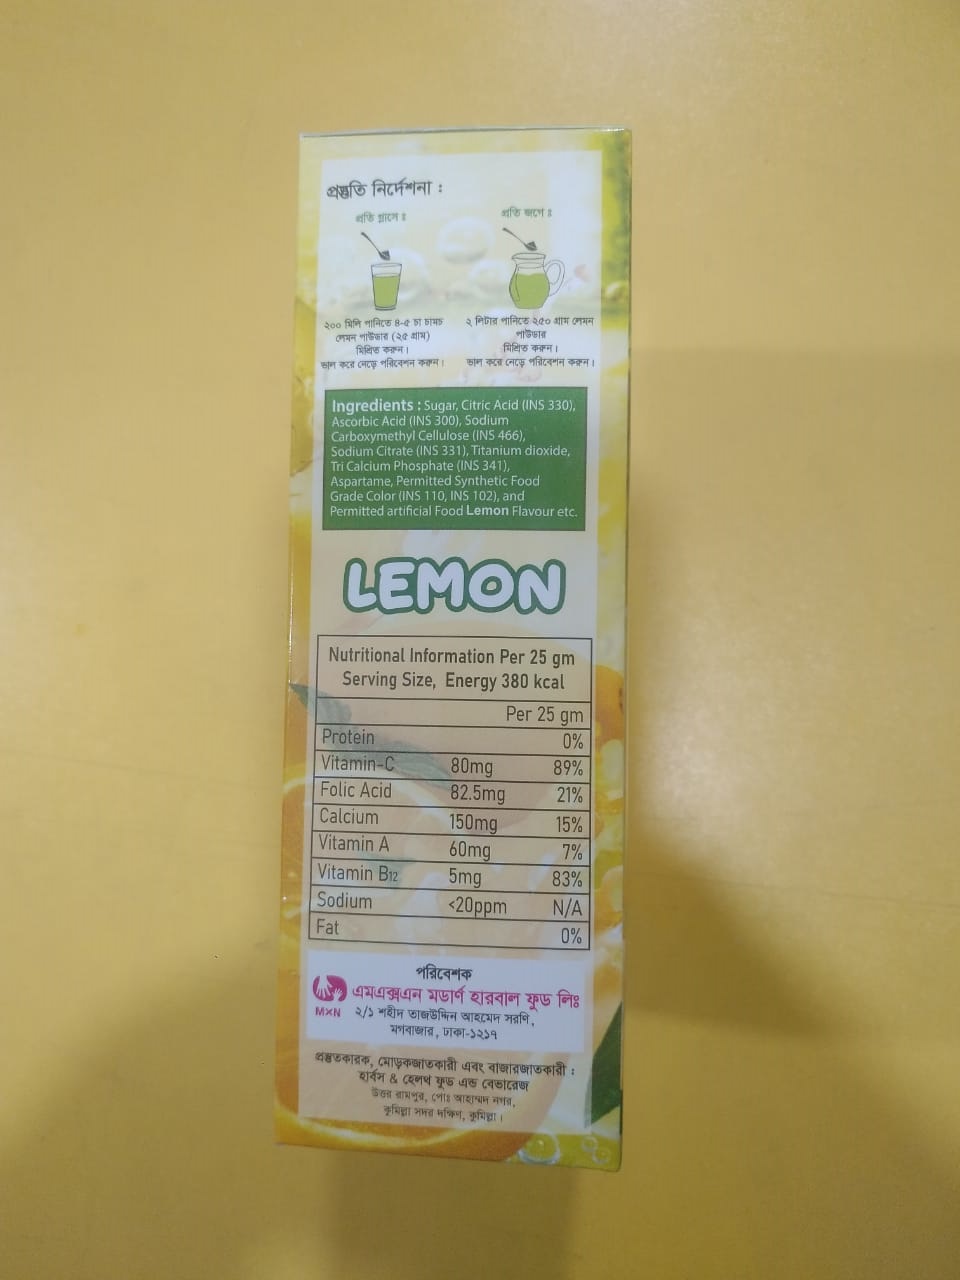 প্রস্তুতি নির্দেশনা :
প্রতি গ্লাসে ঃ
২০০ মিলি পানিতে ৪-৫ চা চামচ
লেমন পাউডার (২৫ গ্রাম)
মিশ্রিত করুন।
ভাল করে নেড়ে পরিবেশন করুন।
প্রতি জগে ঃ
২ লিটার পানিতে ২৫০ গ্রাম লেমন
পাউডার
মিশ্রিত করুন।
ভাল করে নেড়ে পরিবেশন করুন।
Ingredients : Sugar, Citric Acid (INS 330),
Ascorbic Acid (INS 300), Sodium
Carboxymethyl Cellulose (INS 466),
Sodium Citrate (INS 331), Titanium dioxide,
Tri Calcium Phosphate (INS 341),
Aspartame, Permitted Synthetic Food
Grade Color (INS 110, INS 102), and
Permitted artificial Food Lemon Flavour etc.
LEMON
Nutritional Information Per 25 gm
Serving Size, Energy 380 kcal
Per 25 gm
Protein 0%
Vitamin-C 80mg 89%
Folic Acid 82.5mg 21%
Calcium 150mg 15%
Vitamin A 60mg 7%
Vitamin B12 5mg 83%
Sodium <20ppm N/A
Fat 0%
পরিবেশক
MXN
এমএক্সএন মডার্ণ হারবাল ফুড লিঃ
২/১ শহীদ তাজউদ্দিন আহমেদ সরণি,
মগবাজার, ঢাকা-১২১৭
প্রস্তুতকারক, মোড়কজাতকারী এবং বাজারজাতকারী :
হার্বস & হেলথ ফুড এন্ড বেভারেজ
উত্তর রামপুর, পোঃ আহাম্মদ নগর,
কুমিল্লা সদর দক্ষিণ, কুমিল্লা।